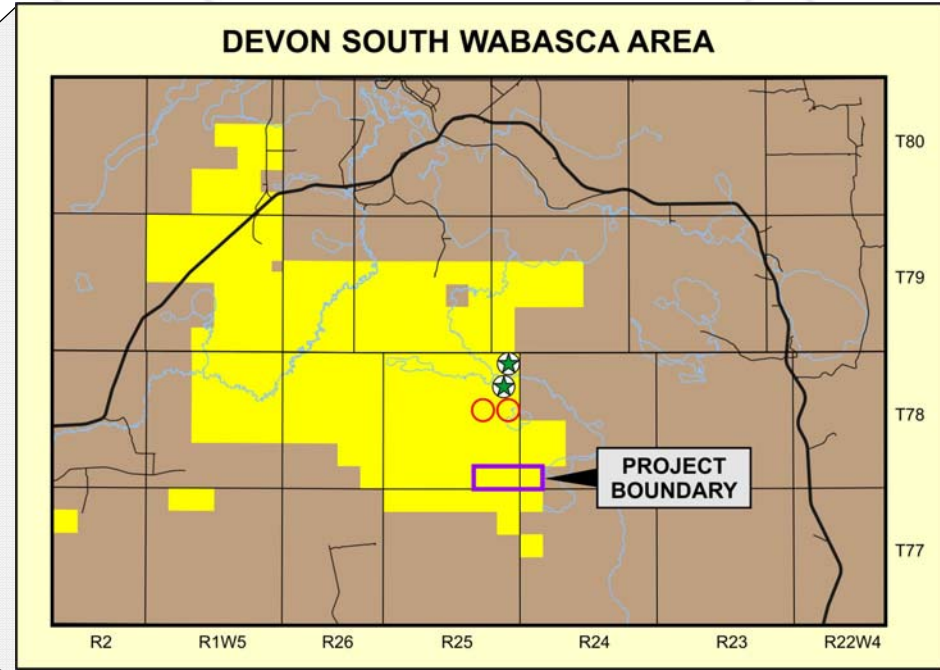 DEVON SOUTH WABASCA AREA
T80
T79
T78
PROJECT
BOUNDARY
T77
R2 R1W5 R26 R25 R24 R23 R22W4